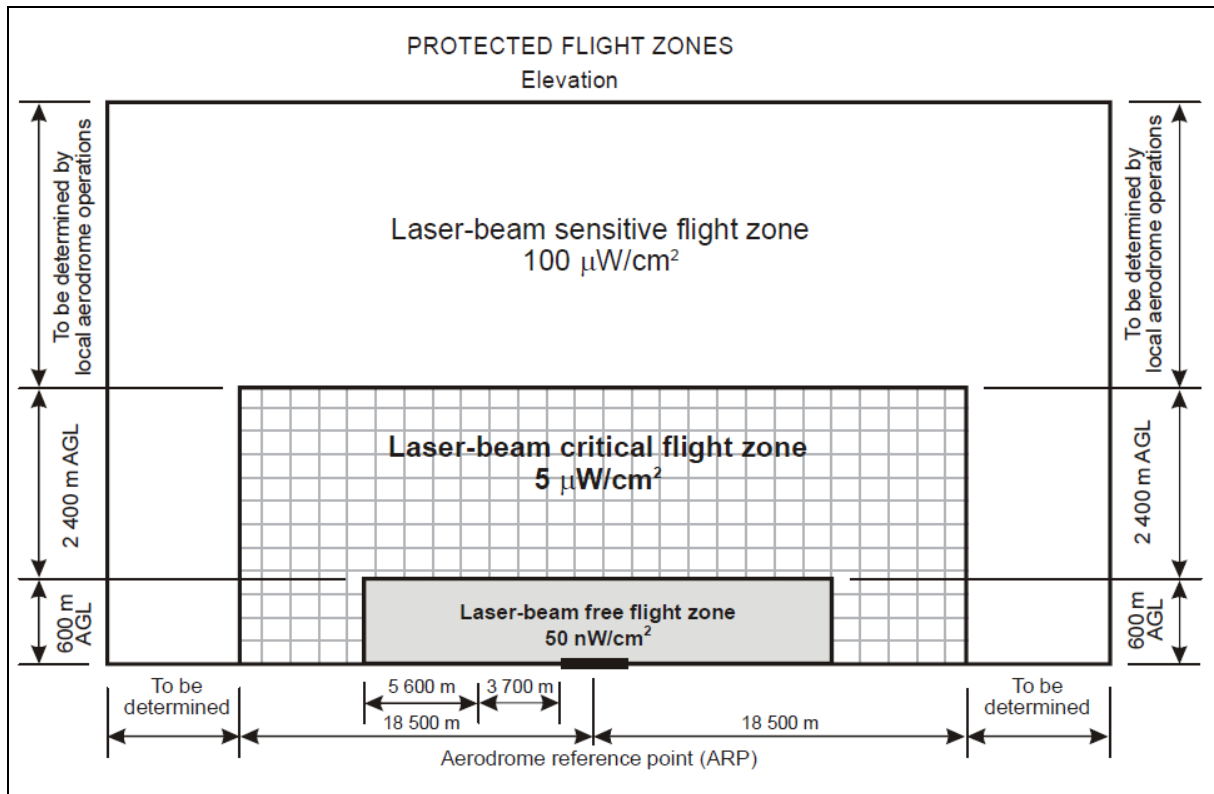 PROTECTED FLIGHT ZONES
Elevation
To be determined by
local aerodrome operations
To be determined by
local aerodrome operations
Laser-beam sensitive flight zone
100 µW/cm²
2 400 m AGL
2 400 m AGL
Laser-beam critical flight zone
5 µW/cm²
600 m
AGL
600 m
AGL
Laser-beam free flight zone
50 nW/cm²
To be
determined
5 600 m
3 700 m
To be
determined
18 500 m
18 500 m
Aerodrome reference point (ARP)